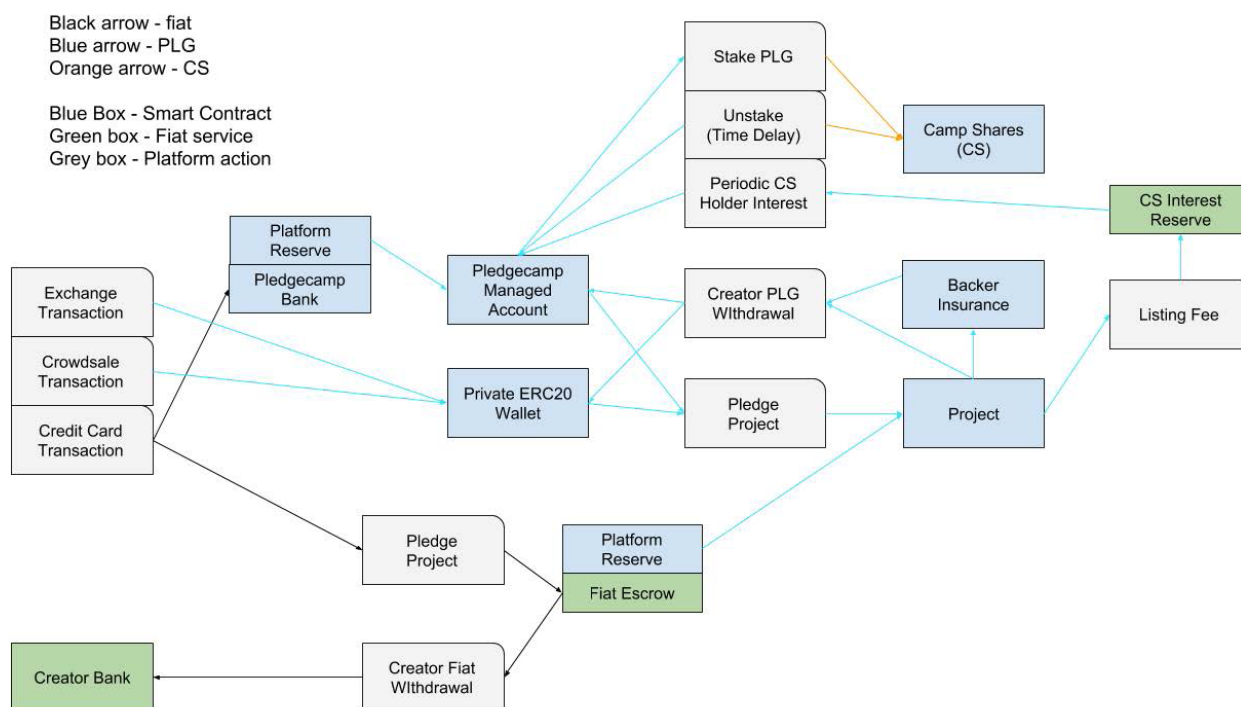 Black arrow - fiat
Blue arrow - PLG
Orange arrow - CS
Blue Box - Smart Contract
Green box - Fiat service
Grey box - Platform action
Stake PLG
Unstake
(Time Delay)
Periodic CS
Holder Interest
Camp Shares
(CS)
CS Interest
Reserve
Platform
Reserve
Pledgecamp
Bank
Exchange
Transaction
Crowdsale
Transaction
Credit Card
Transaction
Pledgecamp
Managed
Account
Creator PLG
WIthdrawal
Backer
Insurance
Listing Fee
Private ERC20
Wallet
Pledge
Project
Project
Pledge
Project
Platform
Reserve
Fiat Escrow
Creator Bank
Creator Fiat
WIthdrawal